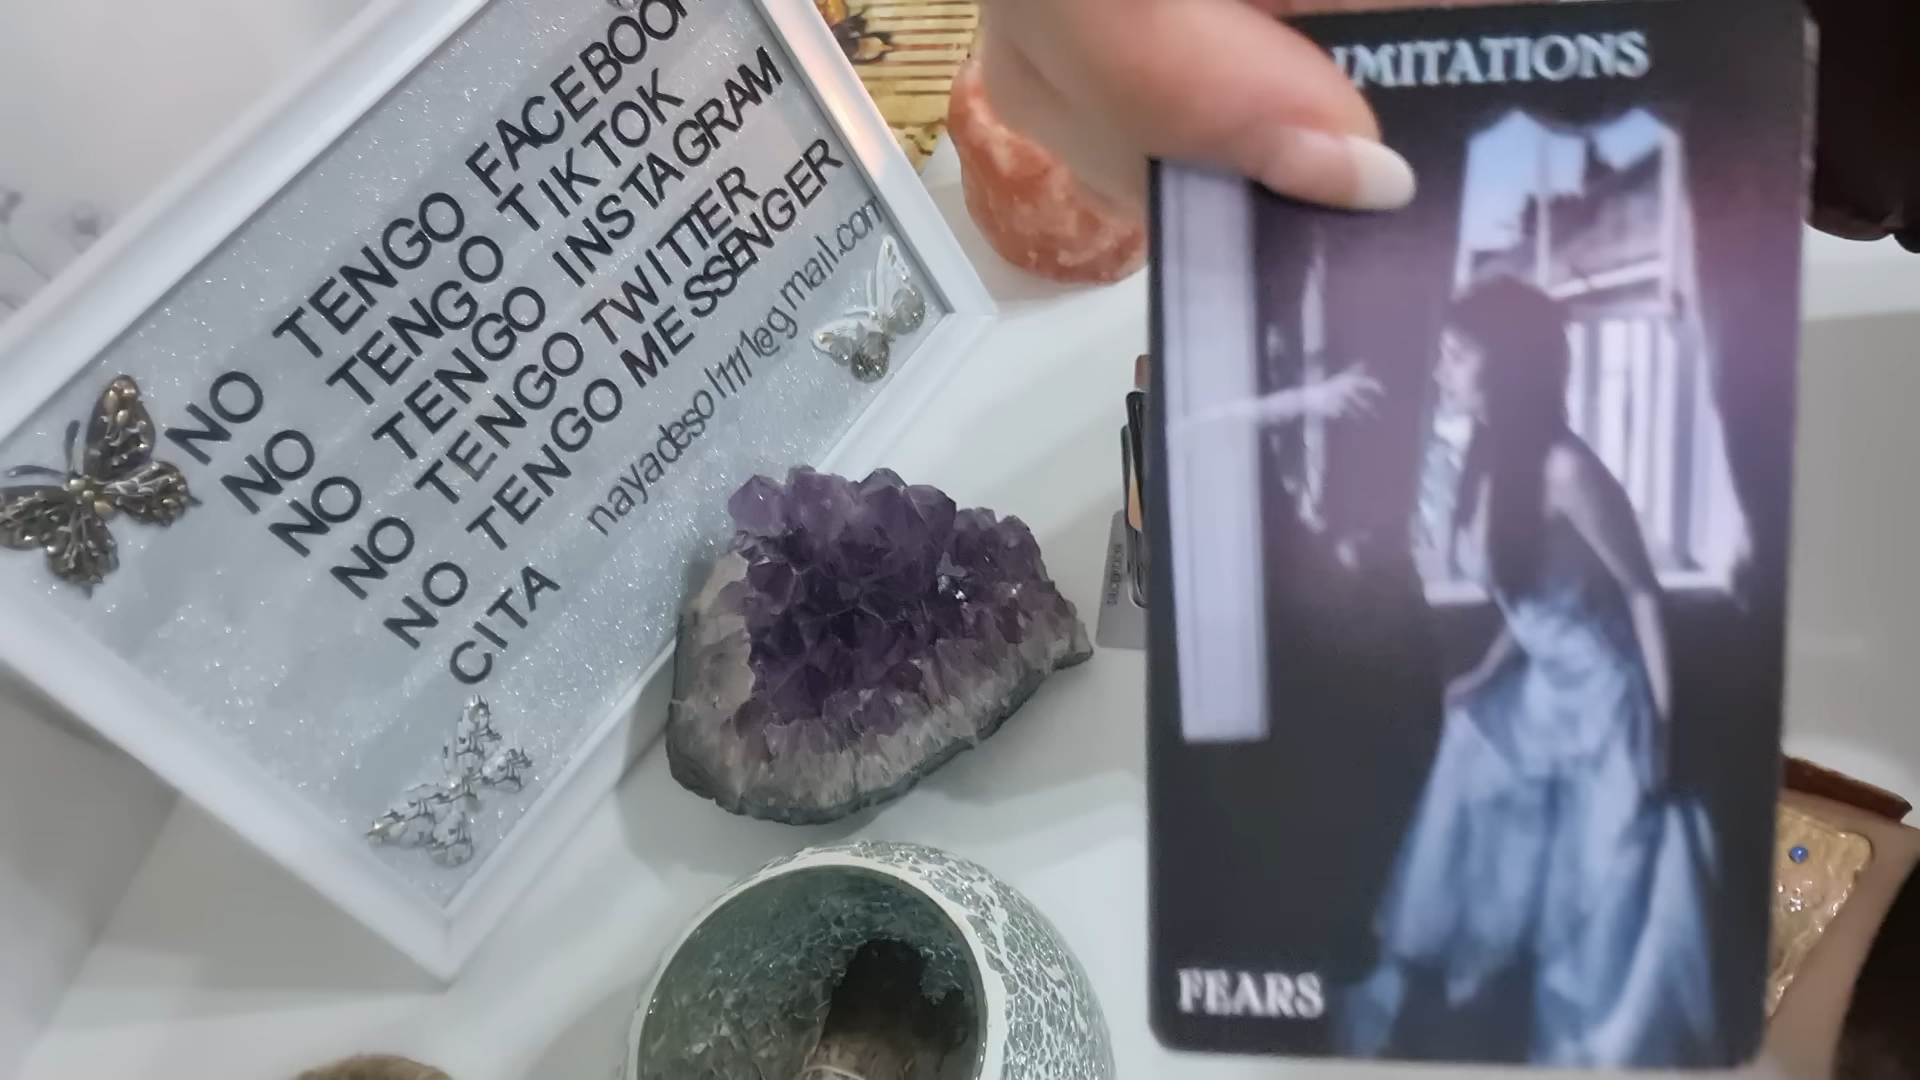 NO TENGO FACEBOOK
NO TENGO TIKTOK
NO TENGO INSTAGRAM
NO TENGO TWITTER
NO TENGO MESSENGER
CITA nayadesol1111@gmail.com
IMITATIONS
FEARS